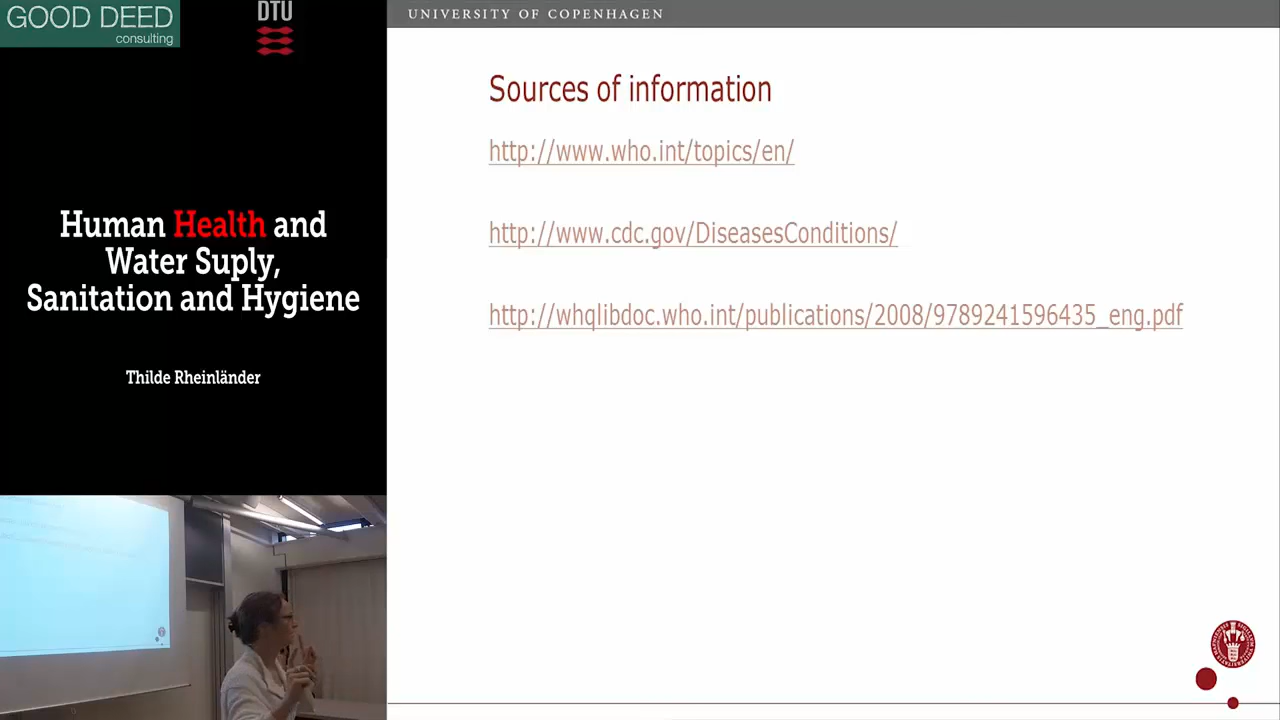 GOOD DEED
consulting
DTU
Human Health and
Water Suply,
Sanitation and Hygiene
Thilde Rheinländer
UNIVERSITY OF COPENHAGEN
Sources of information
http://www.who.int/topics/en/
http://www.cdc.gov/DiseasesConditions/
http://whqlibdoc.who.int/publications/2008/9789241596435_eng.pdf